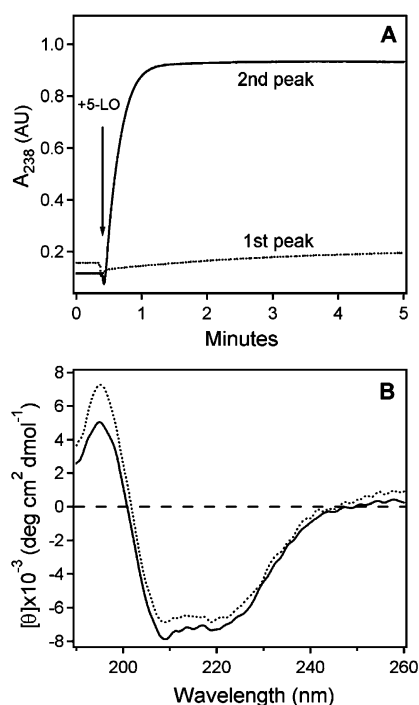 A
1.0
0.8
0.6
0.4
0.2
A238 (AU)
+5-LO
2nd peak
1st peak
0 1 2 3 4 5
Minutes
B
8
6
4
2
0
-2
-4
-6
-8
[θ]x10⁻³ (deg cm² dmol⁻¹)
200 220 240 260
Wavelength (nm)